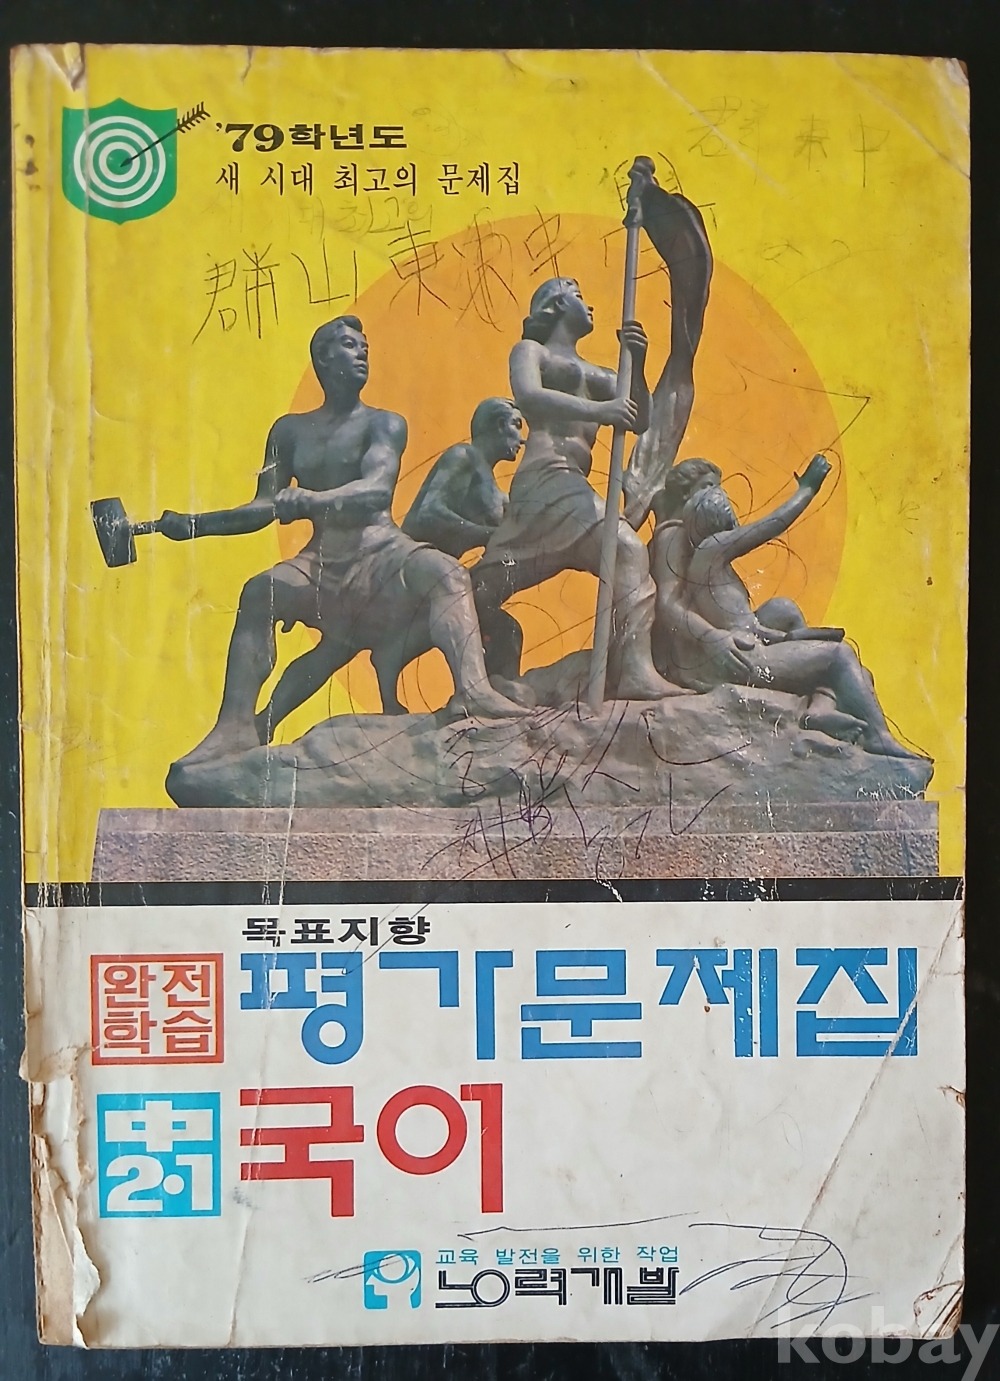 '79학년도
새 시대 최고의 문제집
群山東
목표지향
완전
학습
평가문제집
中
2·1
국어
교육 발전을 위한 작업
노력개발
kobay